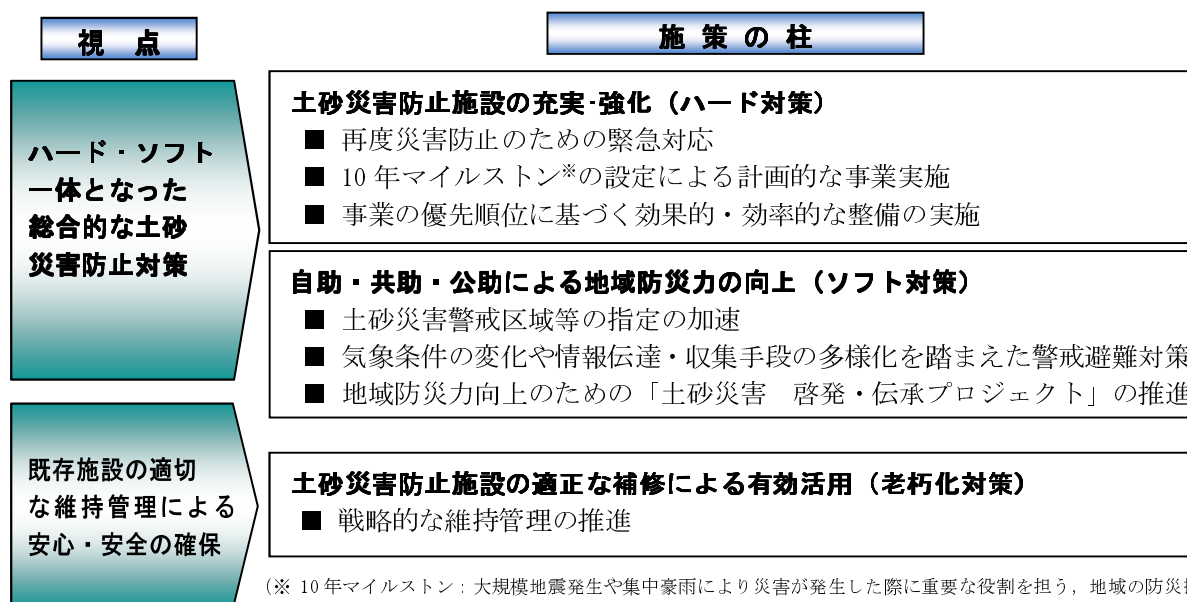 視 点
施 策 の 柱
ハード・ソフト
一体となった
総合的な土砂
災害防止対策
土砂災害防止施設の充実・強化（ハード対策）
■ 再度災害防止のための緊急対応
■ 10 年マイルストン※の設定による計画的な事業実施
■ 事業の優先順位に基づく効果的・効率的な整備の実施
自助・共助・公助による地域防災力の向上（ソフト対策）
■ 土砂災害警戒区域等の指定の加速
■ 気象条件の変化や情報伝達・収集手段の多様化を踏まえた警戒避難対策
■ 地域防災力向上のための「土砂災害　啓発・伝承プロジェクト」の推進
既存施設の適切
な維持管理による
安心・安全の確保
土砂災害防止施設の適正な補修による有効活用（老朽化対策）
■ 戦略的な維持管理の推進
（※ 10 年マイルストン：大規模地震発生や集中豪雨により災害が発生した際に重要な役割を担う，地域の防災